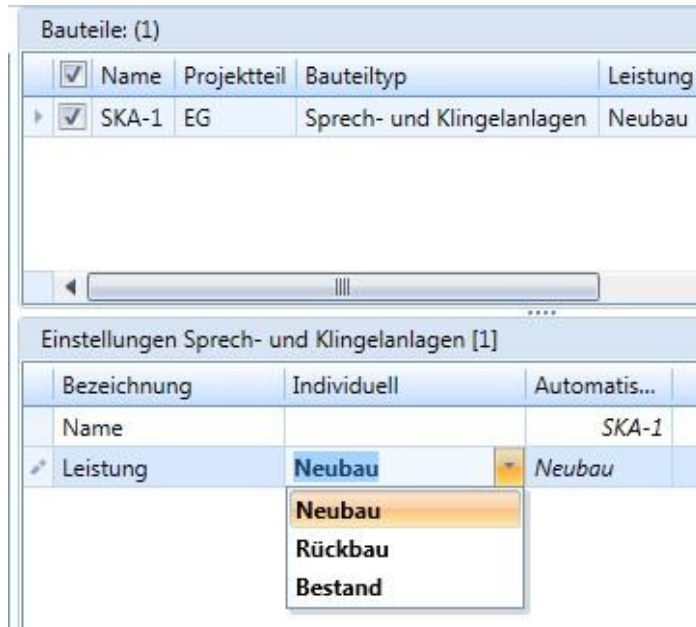 Bauteile: (1)
Name Projektteil Bauteiltyp Leistung
SKA-1 EG Sprech- und Klingelanlagen Neubau
Einstellungen Sprech- und Klingelanlagen [1]
Bezeichnung Individuell Automatis...
Name SKA-1
Leistung Neubau Neubau
Neubau
Rückbau
Bestand